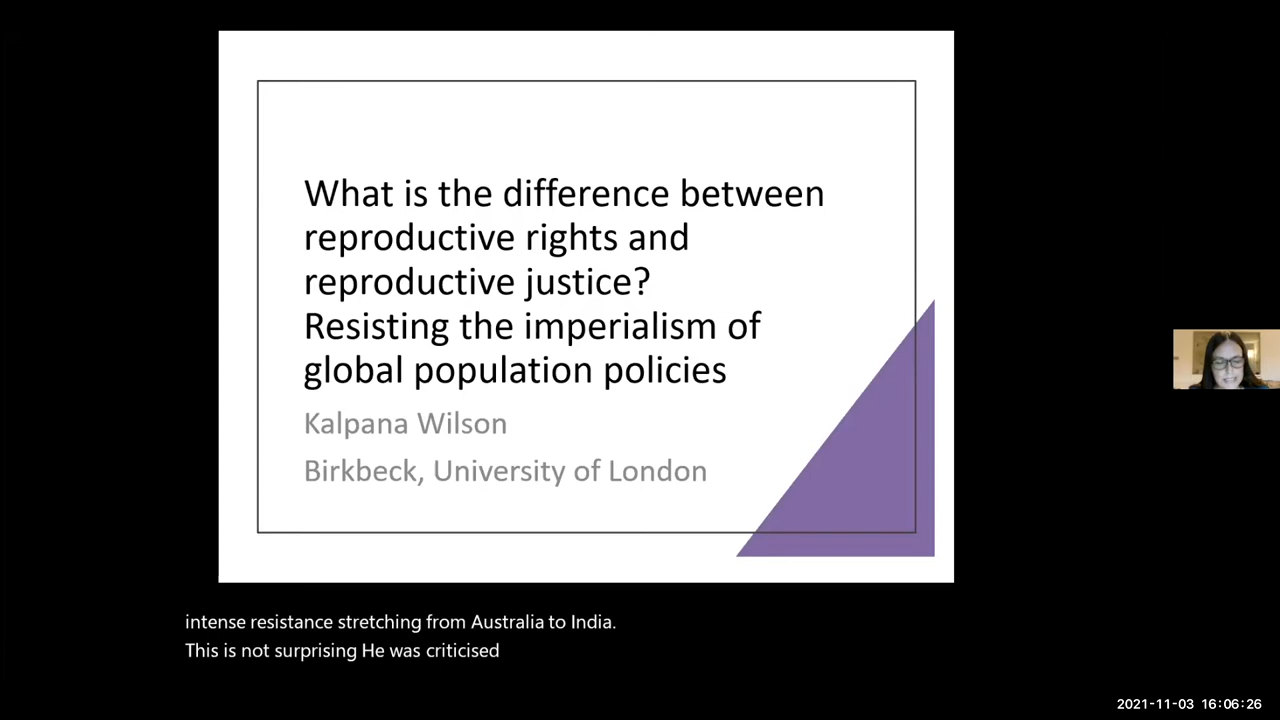 What is the difference between
reproductive rights and
reproductive justice?
Resisting the imperialism of
global population policies
Kalpana Wilson
Birkbeck, University of London
intense resistance stretching from Australia to India.
This is not surprising He was criticised
2021-11-03 16:06:26